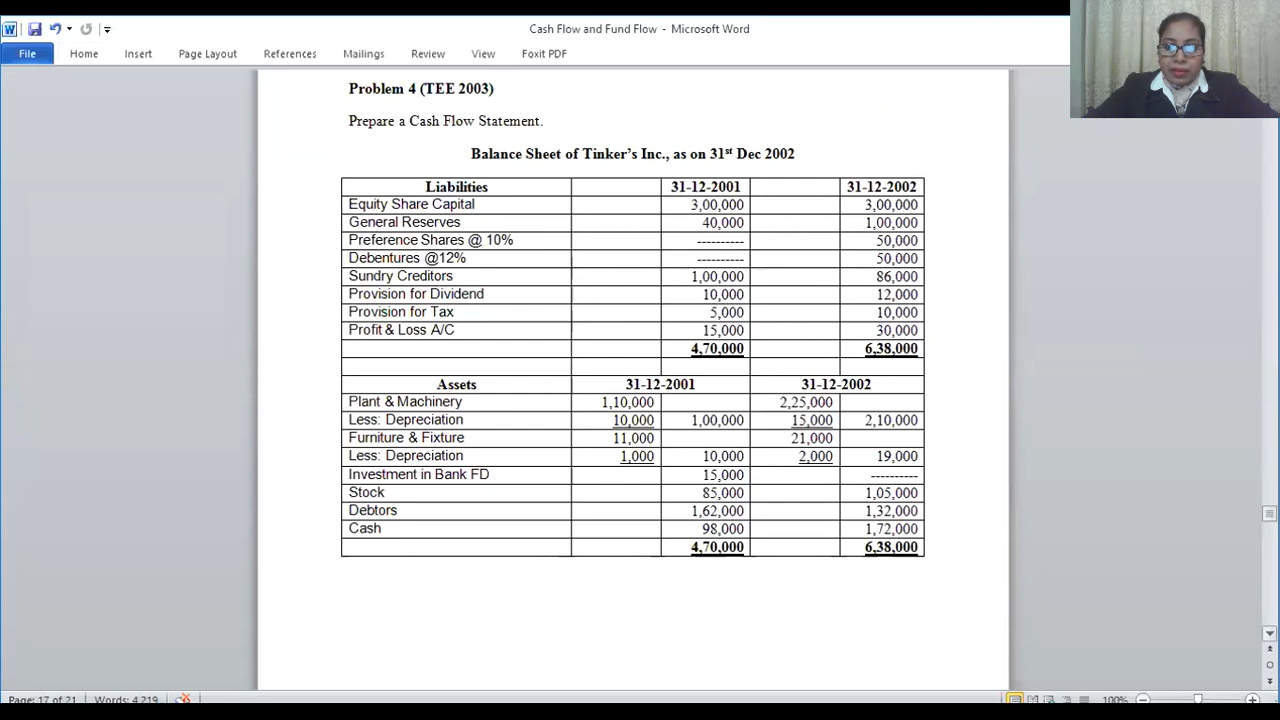 Cash Flow and Fund Flow - Microsoft Word
File Home Insert Page Layout References Mailings Review View Foxit PDF
Problem 4 (TEE 2003)
Prepare a Cash Flow Statement.
Balance Sheet of Tinker's Inc., as on 31st Dec 2002
Liabilities 31-12-2001 31-12-2002
Equity Share Capital 3,00,000 3,00,000
General Reserves 40,000 1,00,000
Preference Shares @ 10% ---------- 50,000
Debentures @12% ---------- 50,000
Sundry Creditors 1,00,000 86,000
Provision for Dividend 10,000 12,000
Provision for Tax 5,000 10,000
Profit & Loss A/C 15,000 30,000
4,70,000 6,38,000
Assets 31-12-2001 31-12-2002
Plant & Machinery 1,10,000 2,25,000
Less: Depreciation 10,000 1,00,000 15,000 2,10,000
Furniture & Fixture 11,000 21,000
Less: Depreciation 1,000 10,000 2,000 19,000
Investment in Bank FD 15,000 ----------
Stock 85,000 1,05,000
Debtors 1,62,000 1,32,000
Cash 98,000 1,72,000
4,70,000 6,38,000
Page: 17 of 21 Words: 4,219 100%